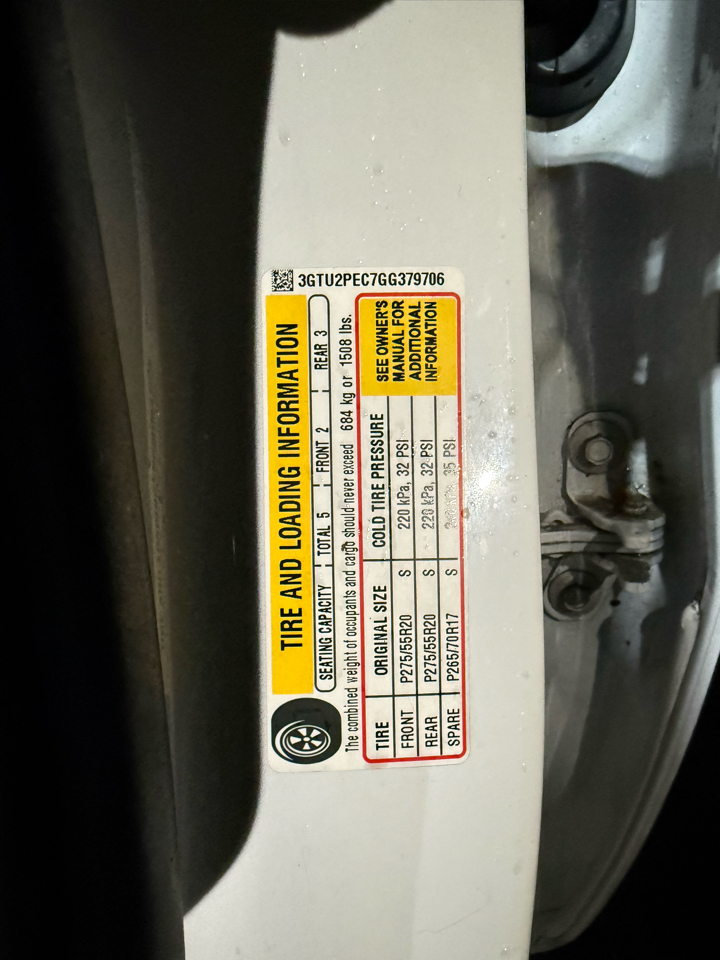 3GTU2PEC7GG379706
TIRE AND LOADING INFORMATION
SEATING CAPACITY TOTAL 5 FRONT 2 REAR 3
The combined weight of occupants and cargo should never exceed 684 kg or 1508 lbs.
TIRE ORIGINAL SIZE COLD TIRE PRESSURE
FRONT P275/55R20 S 220 kPa, 32 PSI
REAR P275/55R20 S 220 kPa, 32 PSI
SPARE P265/70R17 S 35 PSI
SEE OWNER'S
MANUAL FOR
ADDITIONAL
INFORMATION